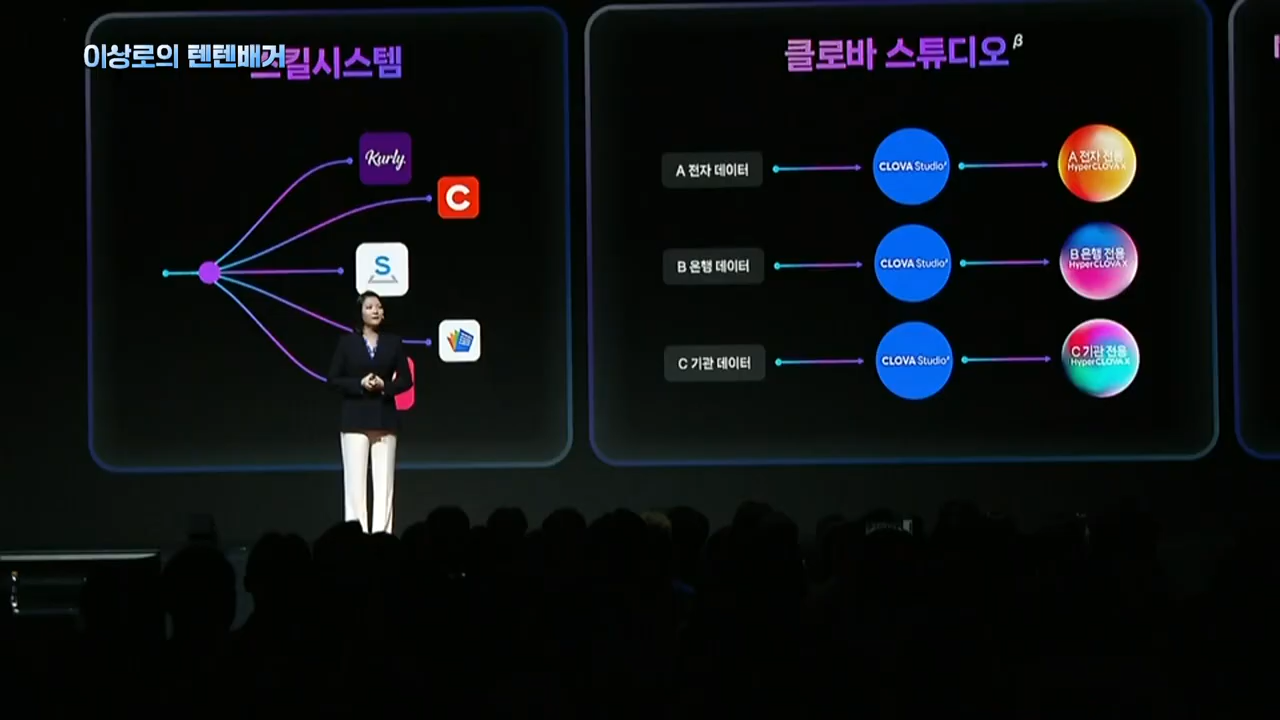 이상로의 텐텐배거
스킬시스템
Kurly.
C
S
클로바 스튜디오β
A 전자 데이터
CLOVA Studio
A 전자 전용
HyperCLOVA X
B 은행 데이터
CLOVA Studio
B 은행 전용
HyperCLOVA X
C 기관 데이터
CLOVA Studio
C 기관 전용
HyperCLOVA X